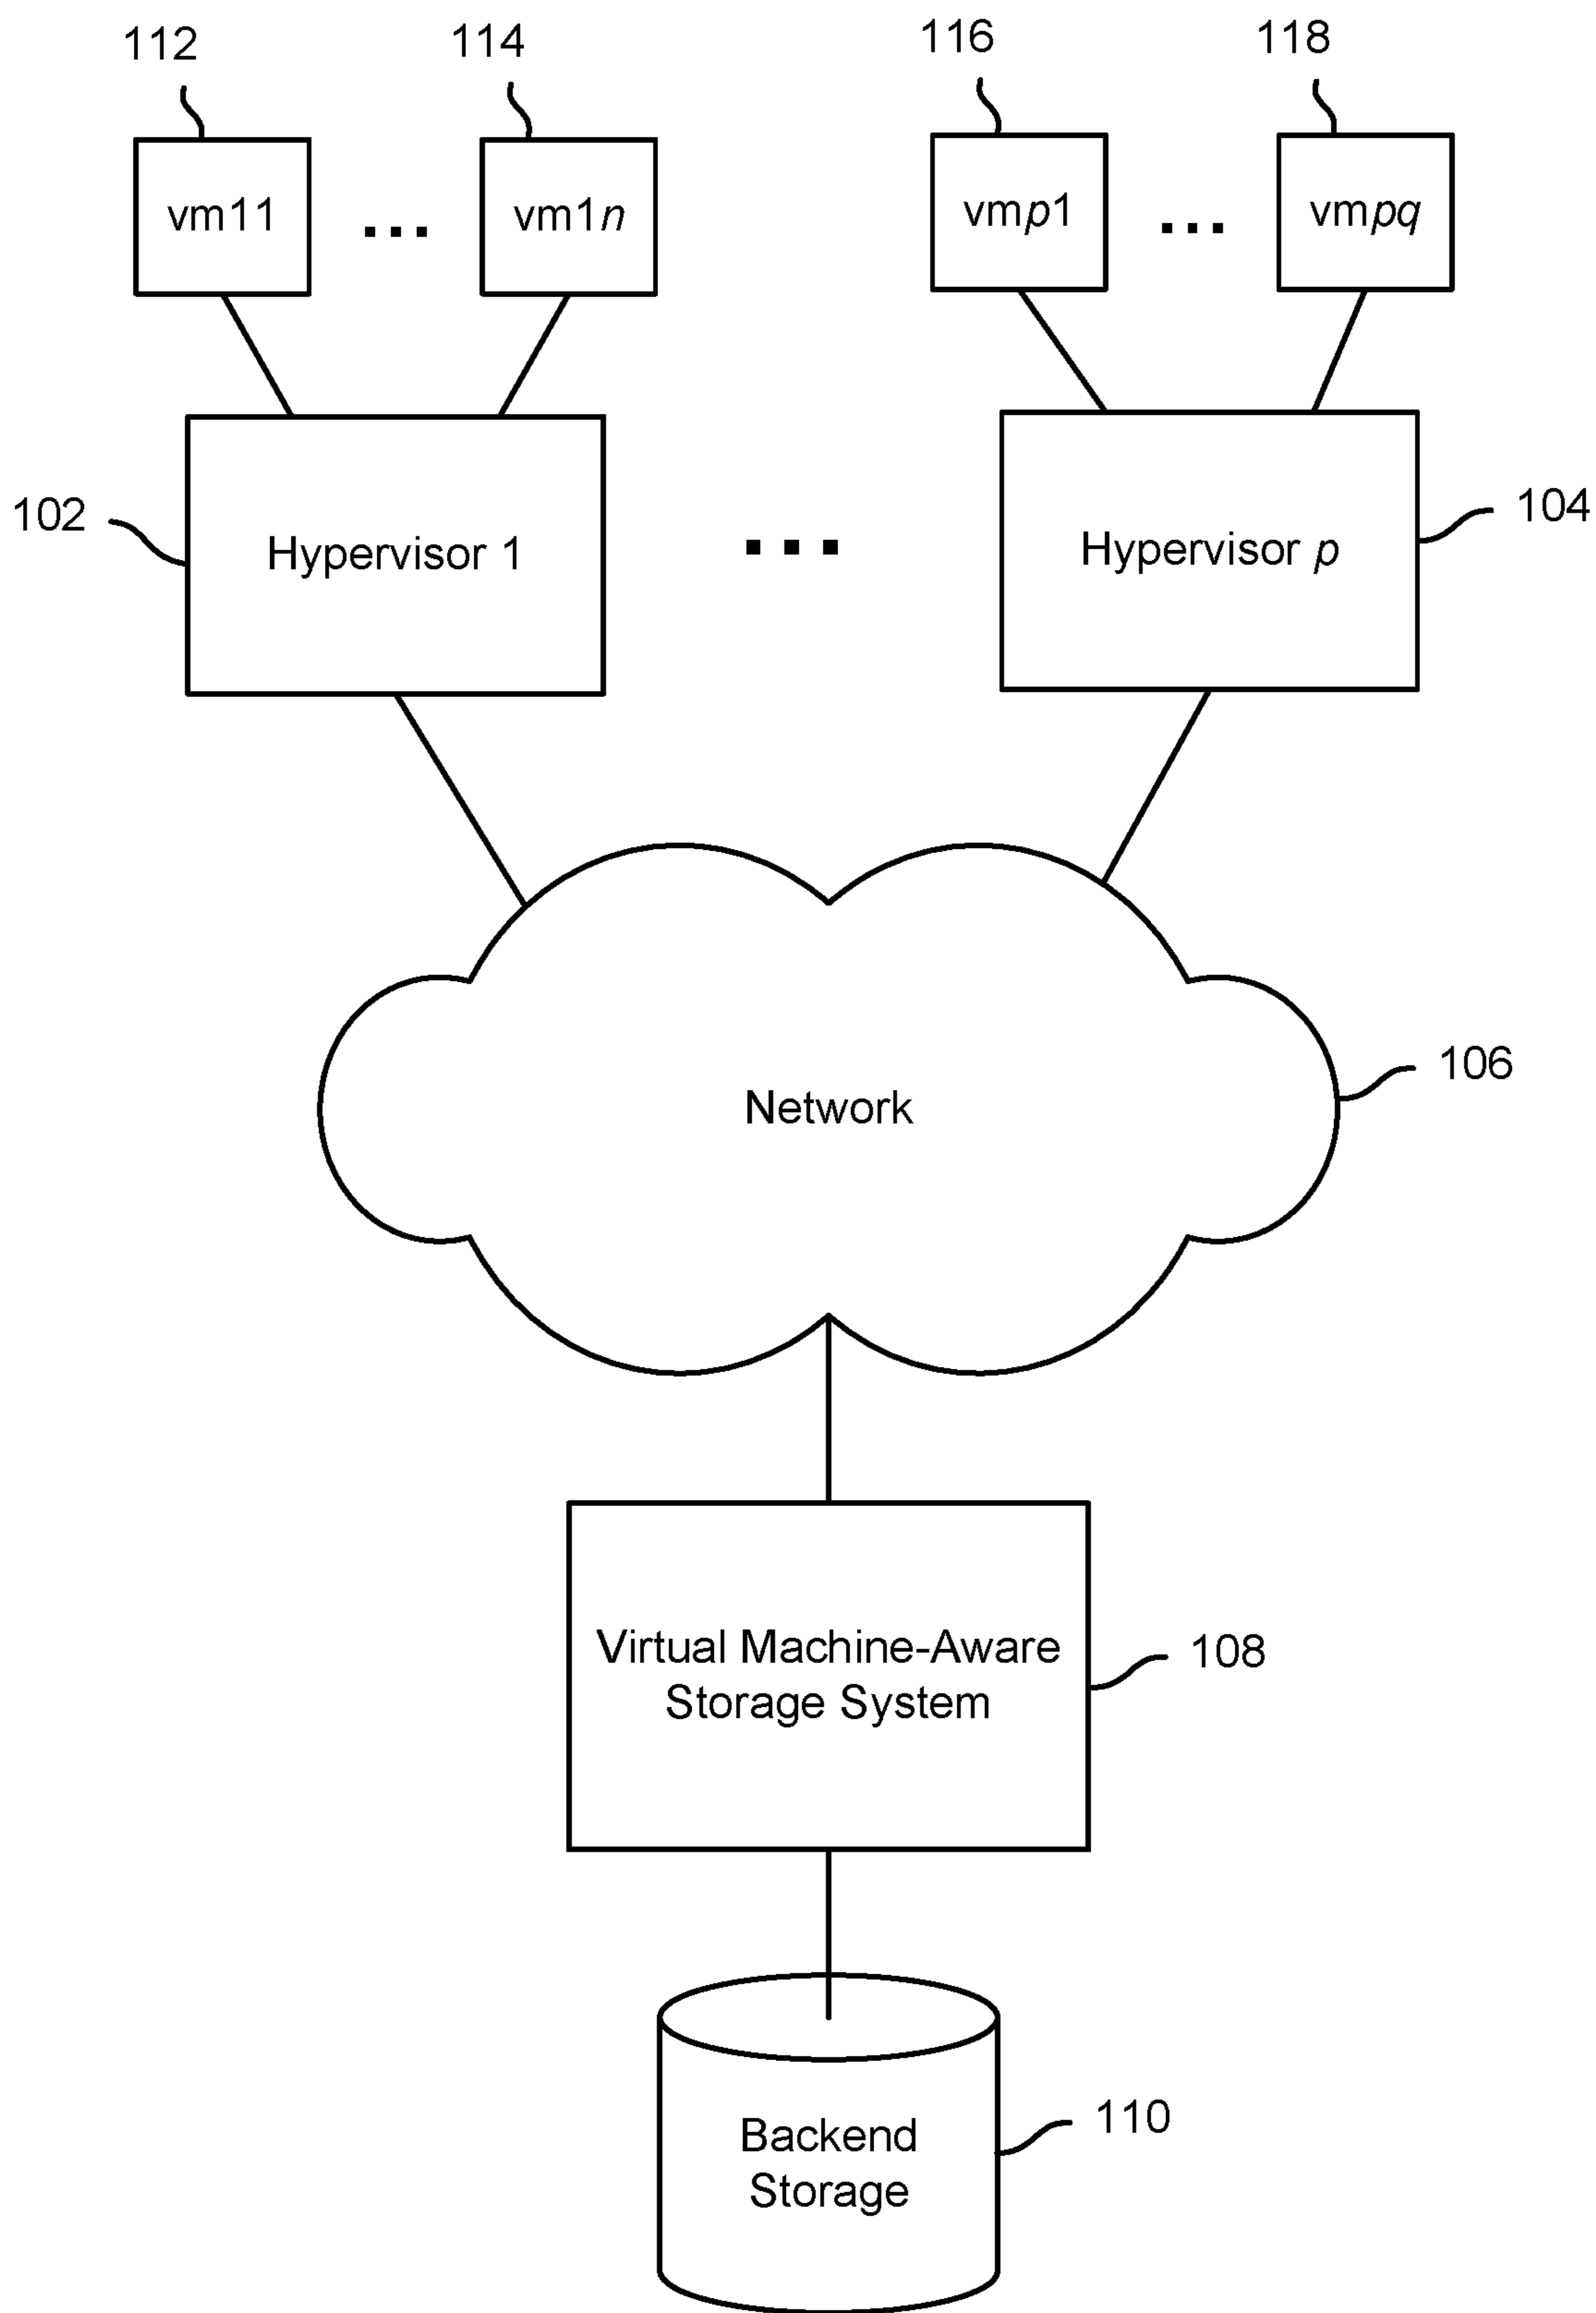 112
114
116
118
vm11
...
vm1n
vmp1
...
vmpq
102
Hypervisor 1
...
Hypervisor p
104
Network
106
Virtual Machine-Aware
Storage System
108
Backend
Storage
110